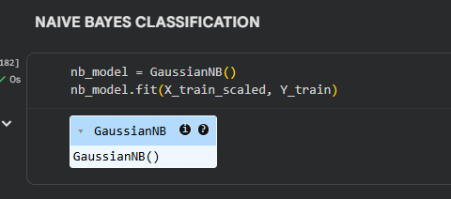 NAIVE BAYES CLASSIFICATION
182]
0s
nb_model = GaussianNB()
nb_model.fit(X_train_scaled, Y_train)
GaussianNB
GaussianNB()